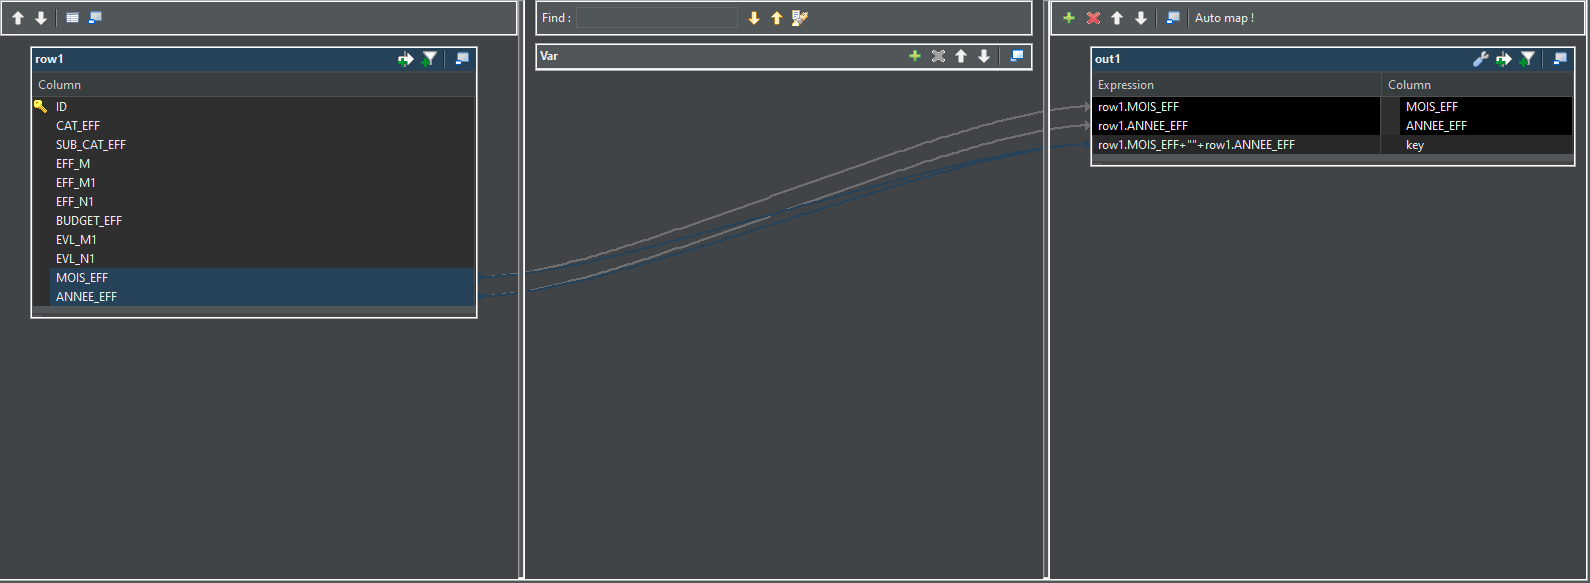 Find :
Auto map !
row1
Column
ID
CAT_EFF
SUB_CAT_EFF
EFF_M
EFF_M1
EFF_N1
BUDGET_EFF
EVL_M1
EVL_N1
MOIS_EFF
ANNEE_EFF
Var
out1
Expression Column
row1.MOIS_EFF MOIS_EFF
row1.ANNEE_EFF ANNEE_EFF
row1.MOIS_EFF+""+row1.ANNEE_EFF key